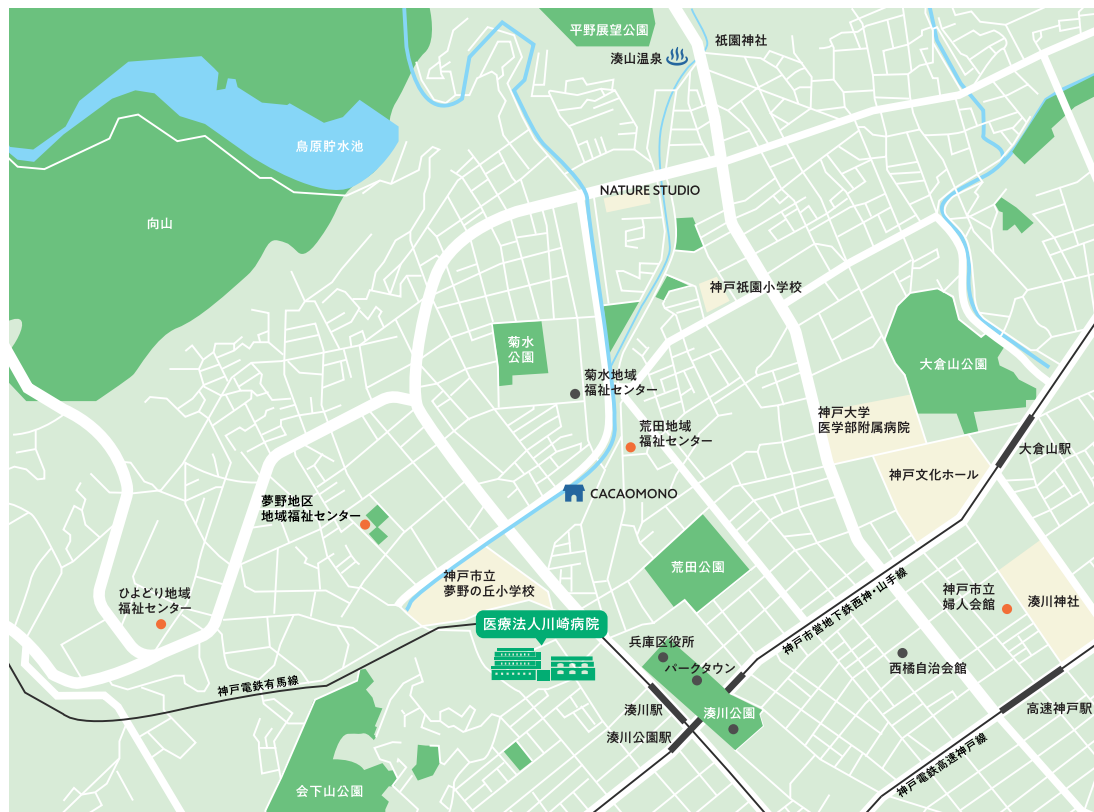 平野展望公園
祇園神社
湊山温泉
烏原貯水池
NATURE STUDIO
向山
神戸祇園小学校
菊水
公園
大倉山公園
菊水地域
福祉センター
神戸大学
医学部附属病院
荒田地域
福祉センター
大倉山駅
神戸文化ホール
CACAOMONO
夢野地区
地域福祉センター
荒田公園
神戸市立
夢野の丘小学校
ひよどり地域
福祉センター
神戸市営地下鉄西神・山手線
神戸市立
婦人会館
湊川神社
医療法人川崎病院
兵庫区役所
パークタウン
西橘自治会館
神戸電鉄有馬線
湊川駅
湊川公園
高速神戸駅
湊川公園駅
神戸電鉄高速神戸線
会下山公園